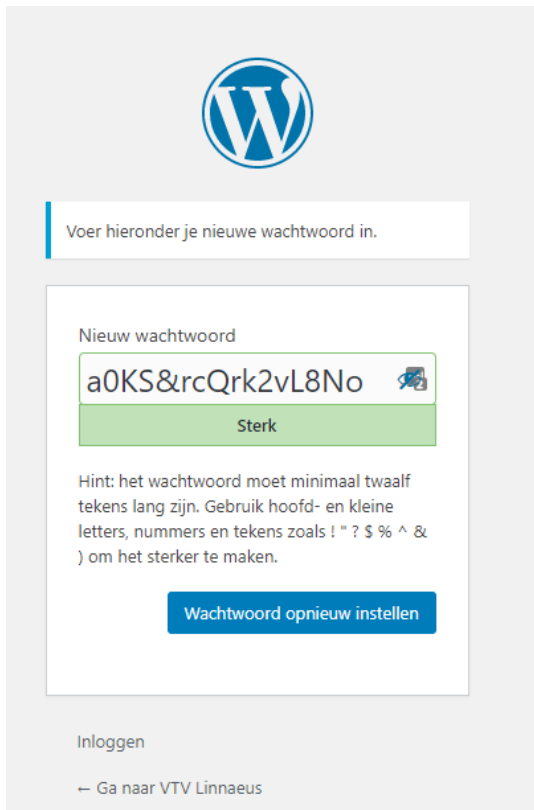 Voer hieronder je nieuwe wachtwoord in.
Nieuw wachtwoord
a0KS&rcQrk2vL8No
Sterk
Hint: het wachtwoord moet minimaal twaalf
tekens lang zijn. Gebruik hoofd- en kleine
letters, nummers en tekens zoals ! " ? $ % ^ &
) om het sterker te maken.
Wachtwoord opnieuw instellen
Inloggen
← Ga naar VTV Linnaeus